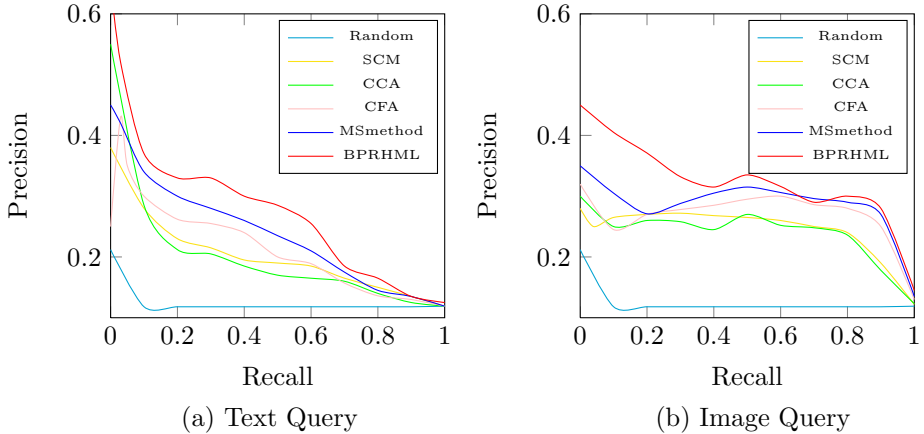 0.6
0.4
0.2
Precision
0 0.2 0.4 0.6 0.8 1
Recall
Random
SCM
CCA
CFA
MSmethod
BPRHML
(a) Text Query
0.6
0.4
0.2
Precision
0 0.2 0.4 0.6 0.8 1
Recall
Random
SCM
CCA
CFA
MSmethod
BPRHML
(b) Image Query